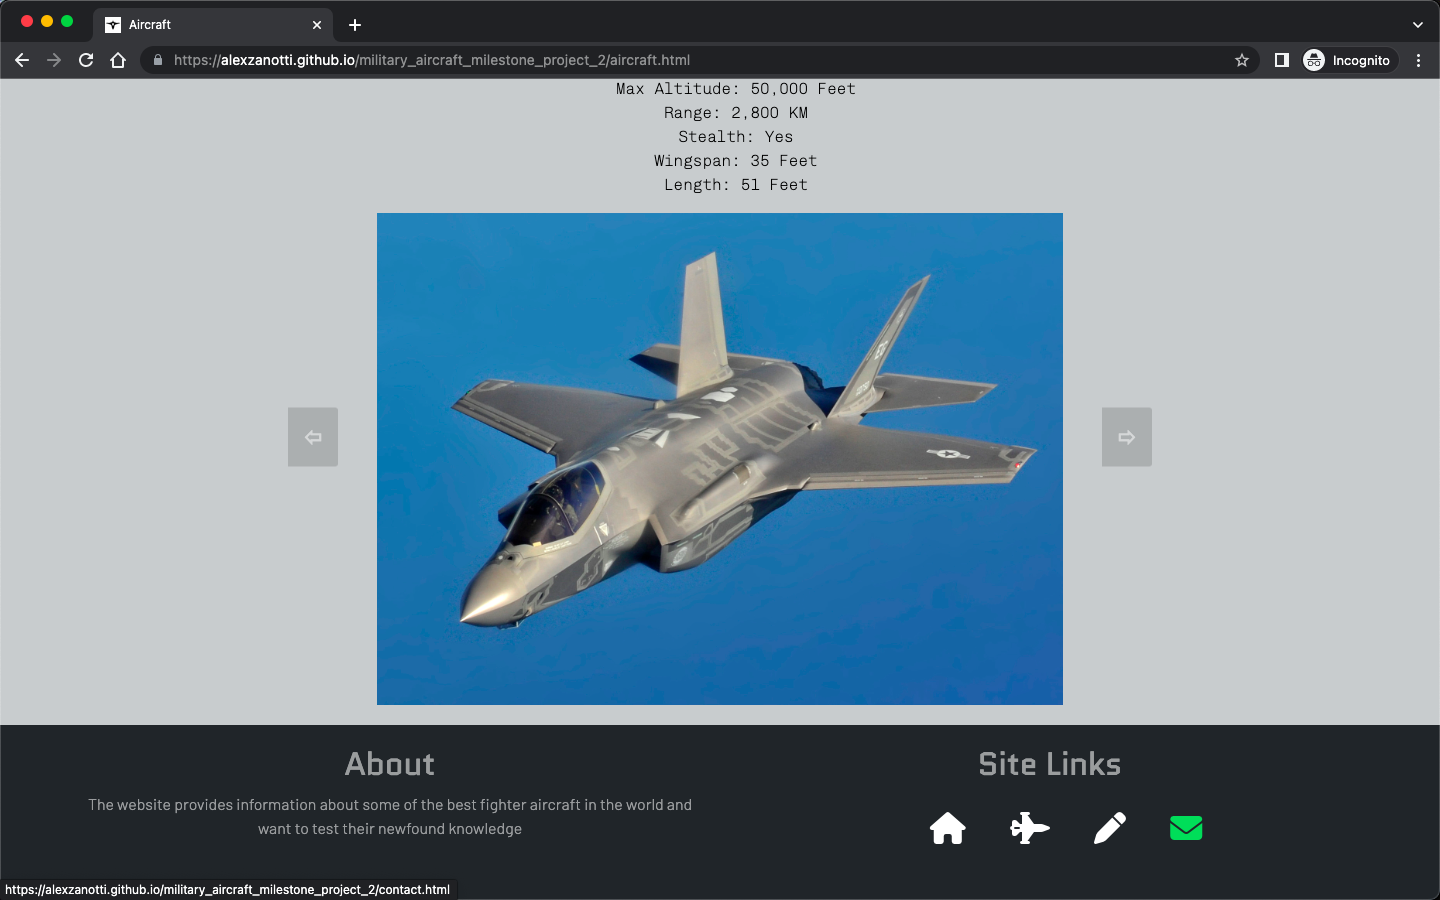 Aircraft
https://alexzanotti.github.io/military_aircraft_milestone_project_2/aircraft.html
Incognito
Max Altitude: 50,000 Feet
Range: 2,800 KM
Stealth: Yes
Wingspan: 35 Feet
Length: 51 Feet
About
The website provides information about some of the best fighter aircraft in the world and
want to test their newfound knowledge
Site Links
https://alexzanotti.github.io/military_aircraft_milestone_project_2/contact.html